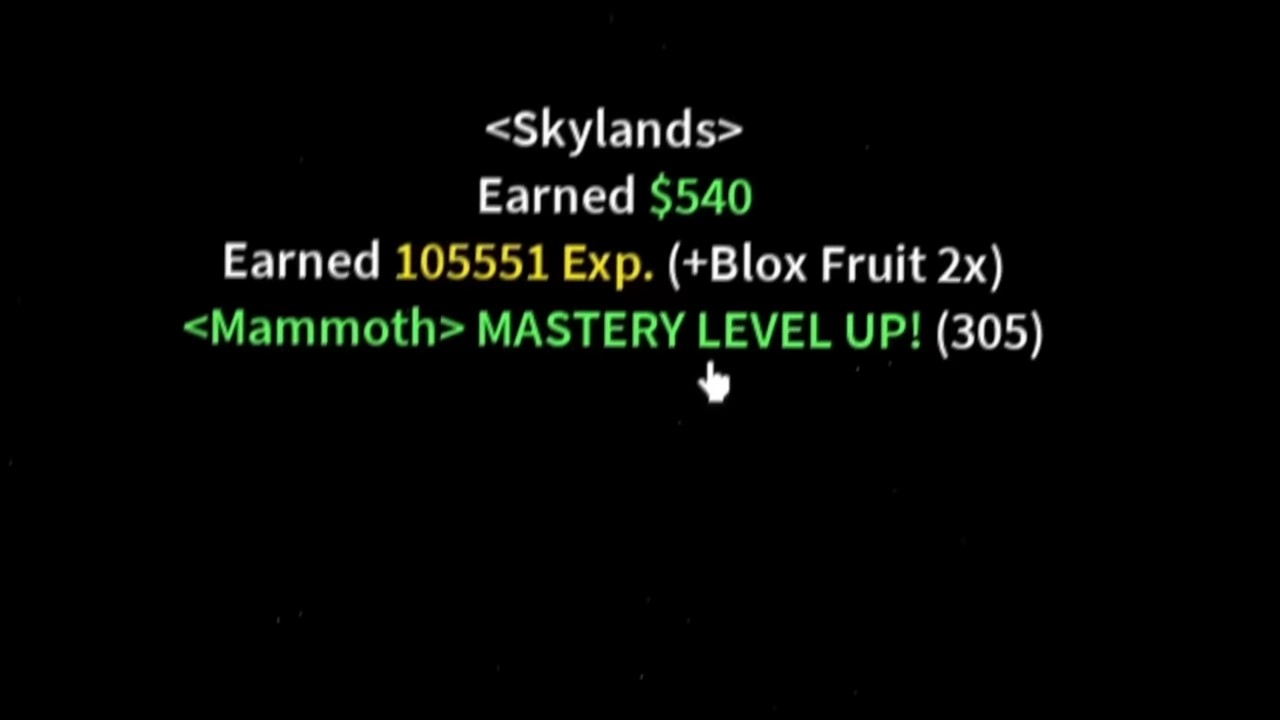 <Skylands>
Earned $540
Earned 105551 Exp. (+Blox Fruit 2x)
<Mammoth> MASTERY LEVEL UP! (305)